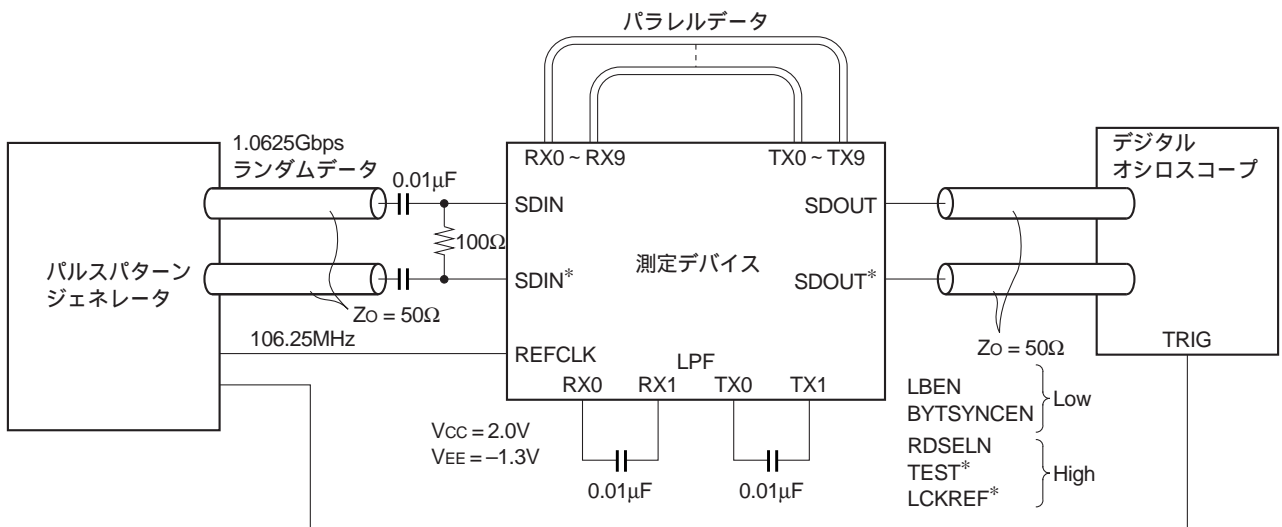 パラレルデータ
1.0625Gbps
ランダムデータ
0.01µF
100Ω
パルスパターン
ジェネレータ
ZO = 50Ω
106.25MHz
RX0 ~ RX9
TX0 ~ TX9
SDIN
SDOUT
SDIN*
測定デバイス
SDOUT*
REFCLK
LPF
RX0
RX1
TX0
TX1
VCC = 2.0V
VEE = –1.3V
0.01µF
0.01µF
デジタル
オシロスコープ
TRIG
ZO = 50Ω
LBEN
BYTSYNCEN
Low
RDSELN
TEST*
LCKREF*
High